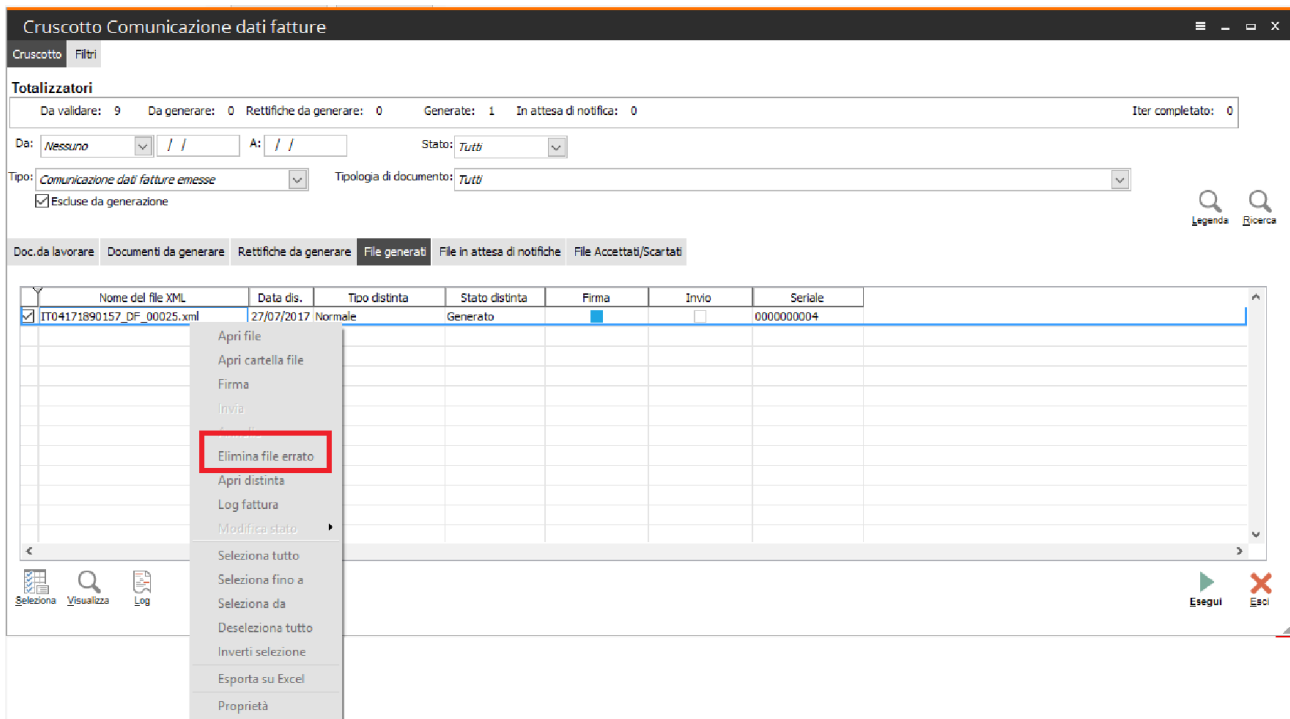 Cruscotto Comunicazione dati fatture
Cruscotto Filtri
Totalizzatori
Da validare: 9 Da generare: 0 Rettifiche da generare: 0 Generate: 1 In attesa di notifica: 0 Iter completato: 0
Da: Nessuno / / A: / / Stato: Tutti
Tipo: Comunicazione dati fatture emesse Tipologia di documento: Tutti
Escluse da generazione
Legenda Ricerca
Doc.da lavorare Documenti da generare Rettifiche da generare File generati File in attesa di notifiche File Accettati/Scartati
Nome del file XML Data dis. Tipo distinta Stato distinta Firma Invio Seriale
IT04171890157_DF_00025.xml 27/07/2017 Normale Generato 0000000004
Apri file
Apri cartella file
Firma
Invia
Elimina file errato
Apri distinta
Log fattura
Modifica stato
Seleziona tutto
Seleziona fino a
Seleziona da
Deseleziona tutto
Inverti selezione
Esporta su Excel
Proprietà
Seleziona Visualizza Log Esegui Esci